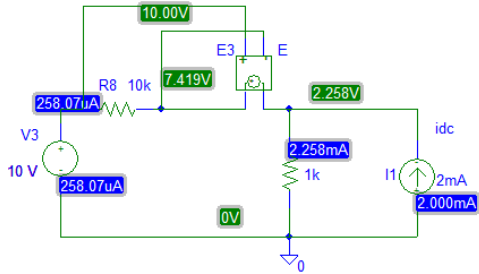 10.00V
E3 E
+ -
R8 10k
7.419V
258.07uA
2.258V
V3
idc
2.258mA
+
10 V
I1
2mA
1k
258.07uA
-
2.000mA
0V
0